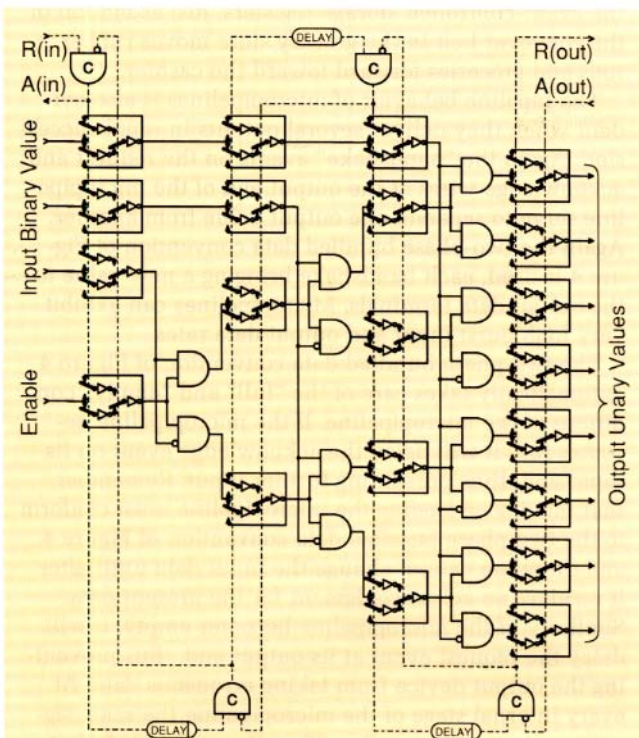 R(in)
C
DELAY
C
R(out)
A(in)
A(out)
Input Binary Value
Enable
Output Unary Values
C
C
DELAY
DELAY